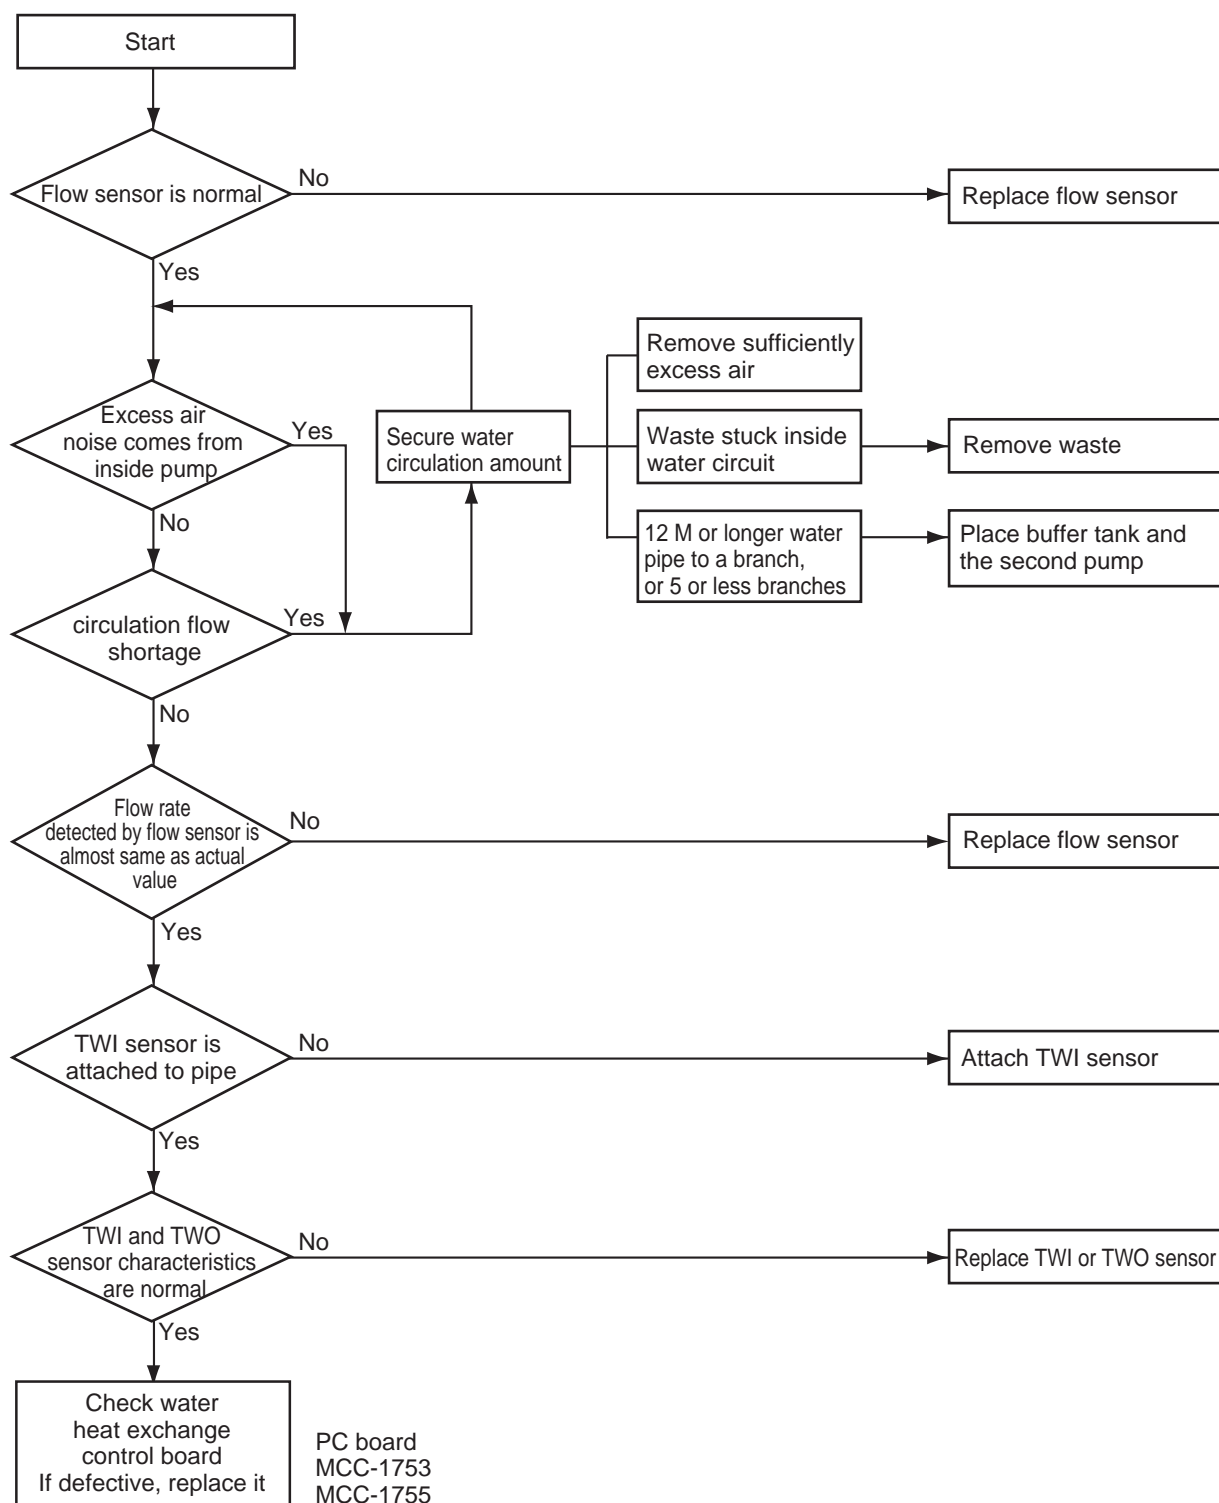 Start
Flow sensor is normal
No
Replace flow sensor
Yes
Excess air
noise comes from
inside pump
Yes
Secure water
circulation amount
Remove sufficiently
excess air
Waste stuck inside
water circuit
Remove waste
12 M or longer water
pipe to a branch,
or 5 or less branches
Place buffer tank and
the second pump
No
circulation flow
shortage
Yes
No
Flow rate
detected by flow sensor is
almost same as actual
value
No
Replace flow sensor
Yes
TWI sensor is
attached to pipe
No
Attach TWI sensor
Yes
TWI and TWO
sensor characteristics
are normal
No
Replace TWI or TWO sensor
Yes
Check water
heat exchange
control board
If defective, replace it
PC board
MCC-1753
MCC-1755